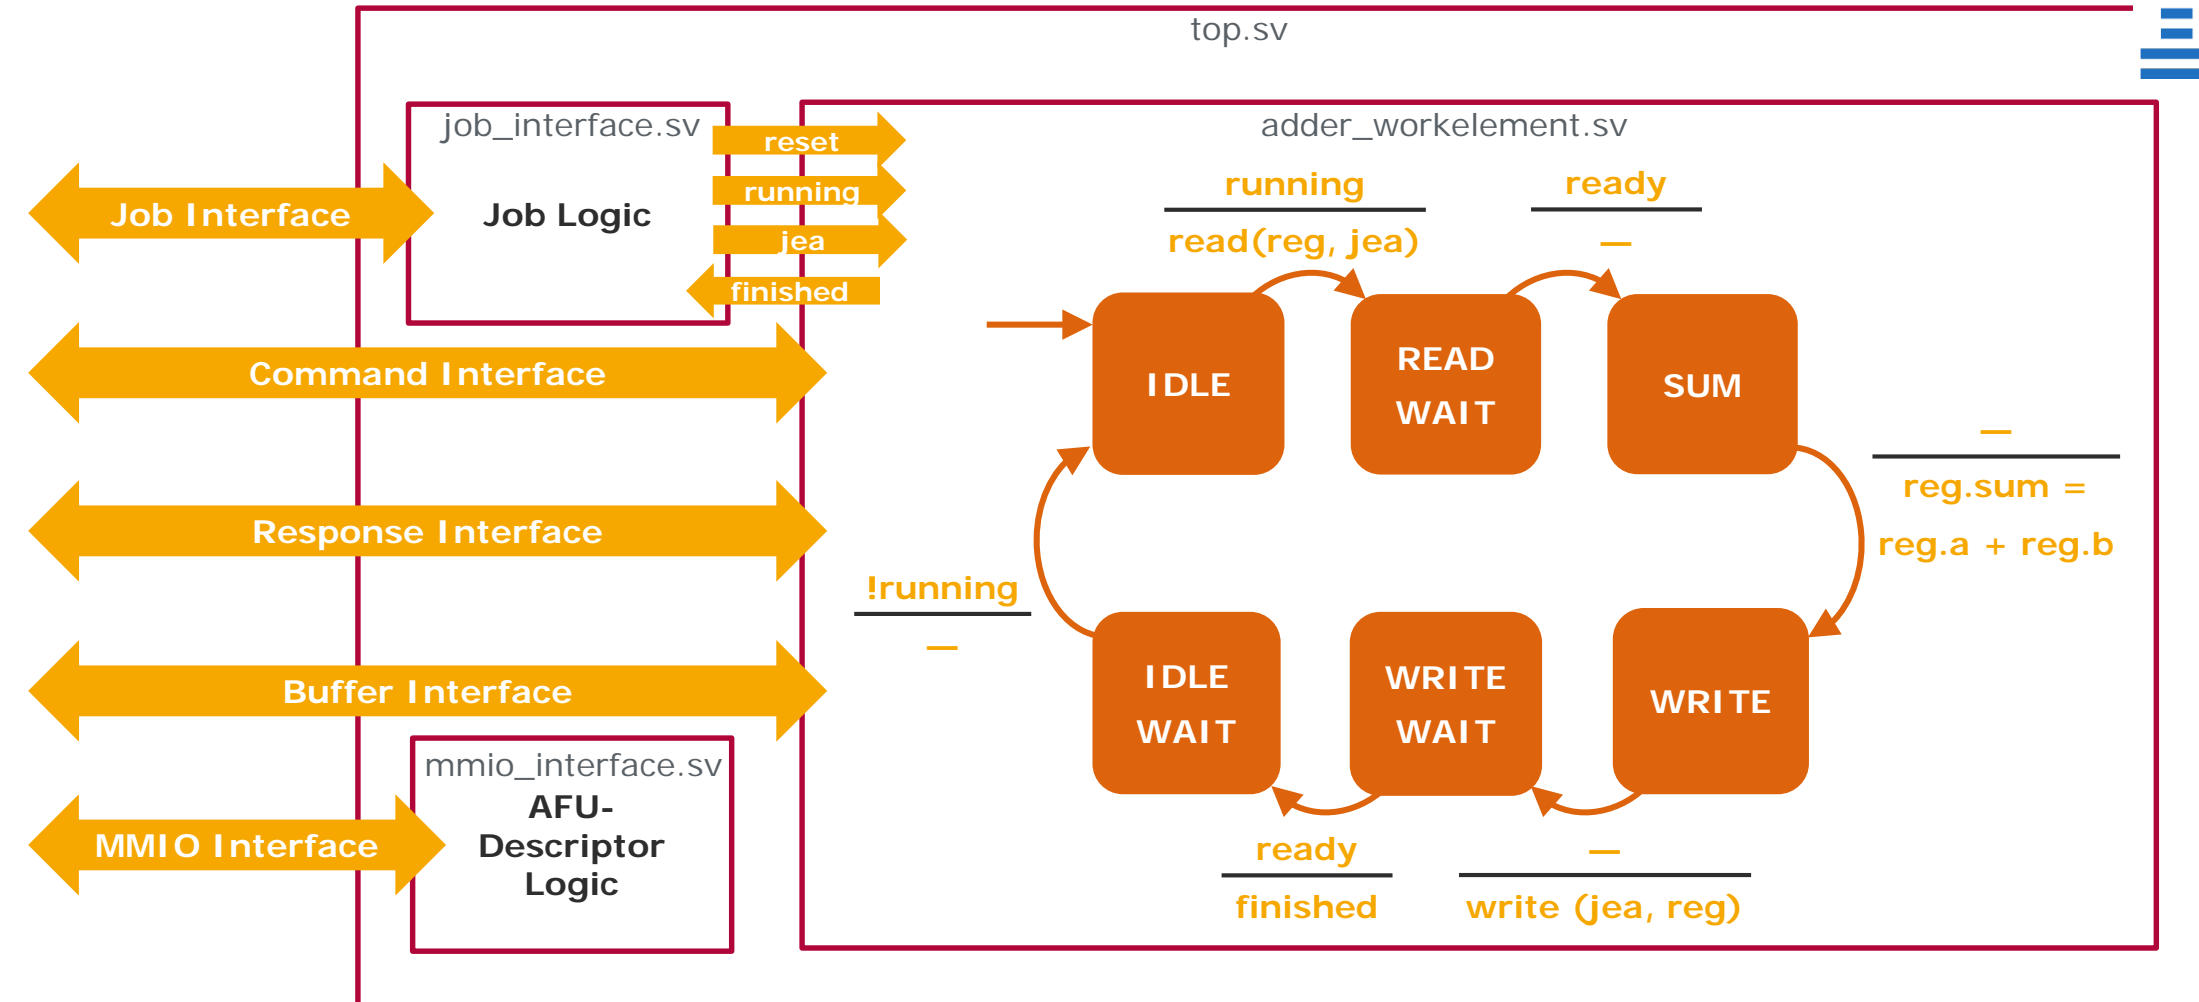 top.sv
job_interface.sv
Job Logic
reset
running
jea
finished
Job Interface
Command Interface
Response Interface
Buffer Interface
MMIO Interface
mmio_interface.sv
AFU-
Descriptor
Logic
adder_workelement.sv
running
read(reg, jea)
ready
—
IDLE
READ
WAIT
SUM
—
reg.sum =
reg.a + reg.b
!running
—
IDLE
WAIT
WRITE
WAIT
WRITE
ready
finished
—
write (jea, reg)